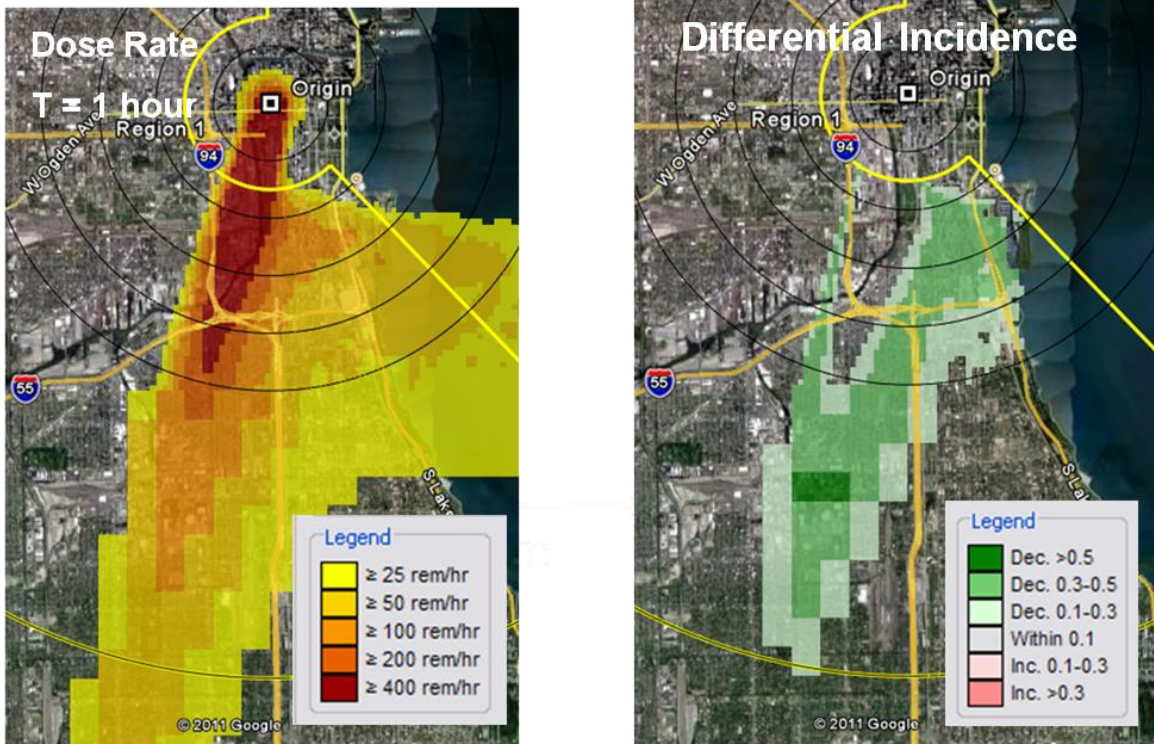 Dose Rate
T = 1 hour
Origin
Region 1
W Ogden Ave
94
55
Legend
≥ 25 rem/hr
≥ 50 rem/hr
≥ 100 rem/hr
≥ 200 rem/hr
≥ 400 rem/hr
© 2011 Google
Differential Incidence
Origin
Region 1
W Ogden Ave
94
55
Legend
Dec. >0.5
Dec. 0.3-0.5
Dec. 0.1-0.3
Within 0.1
Inc. 0.1-0.3
Inc. >0.3
© 2011 Google